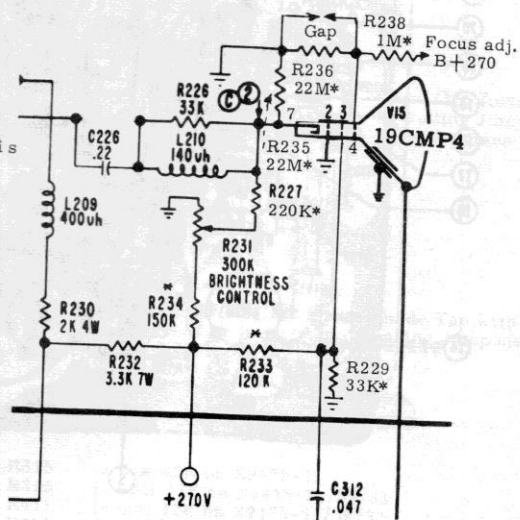 R238
1M*
Focus adj.
B+270
Gap
R236
22M*
R226
33K
C 2
7
2 3
V15
19CMP4
4
C226
.22
L210
140uh
R235
22M*
is
L209
400uh
R227
220K*
R231
300K
BRIGHTNESS
CONTROL
*
R234
150K
R230
2K 4W
*
R232
3.3K 7W
R233
120K
R229
33K*
+270V
C312
.047